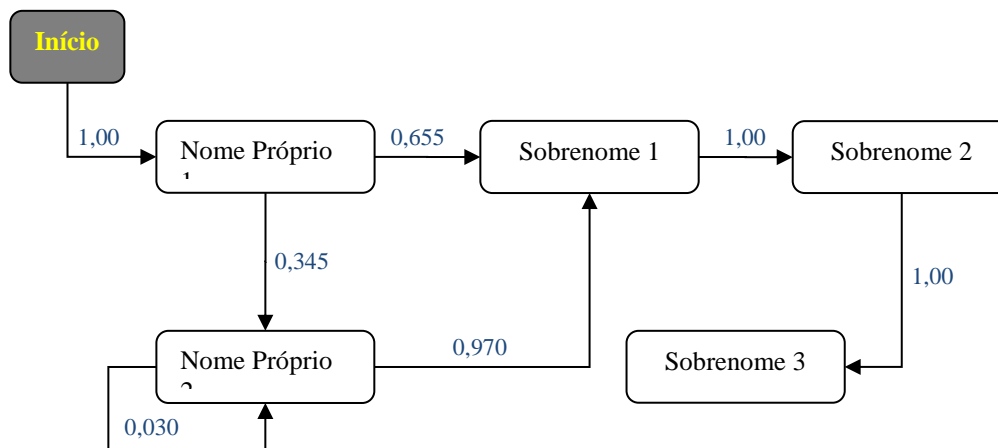 Início
1,00
Nome Próprio
0,655
Sobrenome 1
1,00
Sobrenome 2
0,345
1,00
Nome Próprio
0,970
Sobrenome 3
0,030